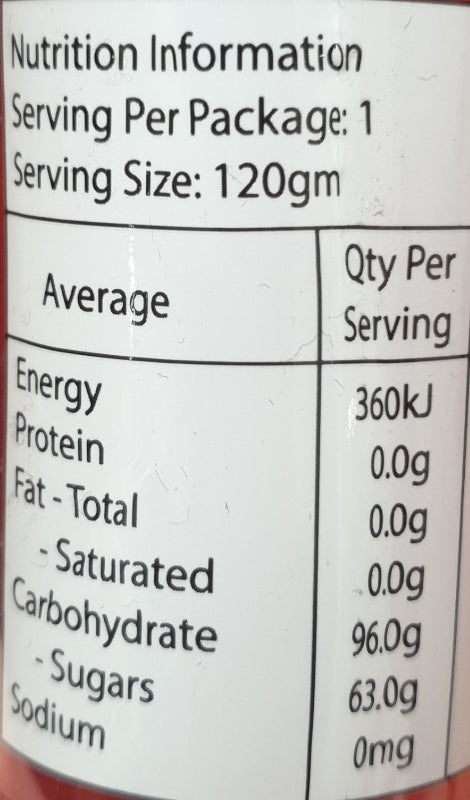 Nutrition Information
Serving Per Package: 1
Serving Size: 120gm
Average Qty Per Serving
Energy 360kJ
Protein 0.0g
Fat - Total 0.0g
- Saturated 0.0g
Carbohydrate 96.0g
- Sugars 63.0g
Sodium 0mg